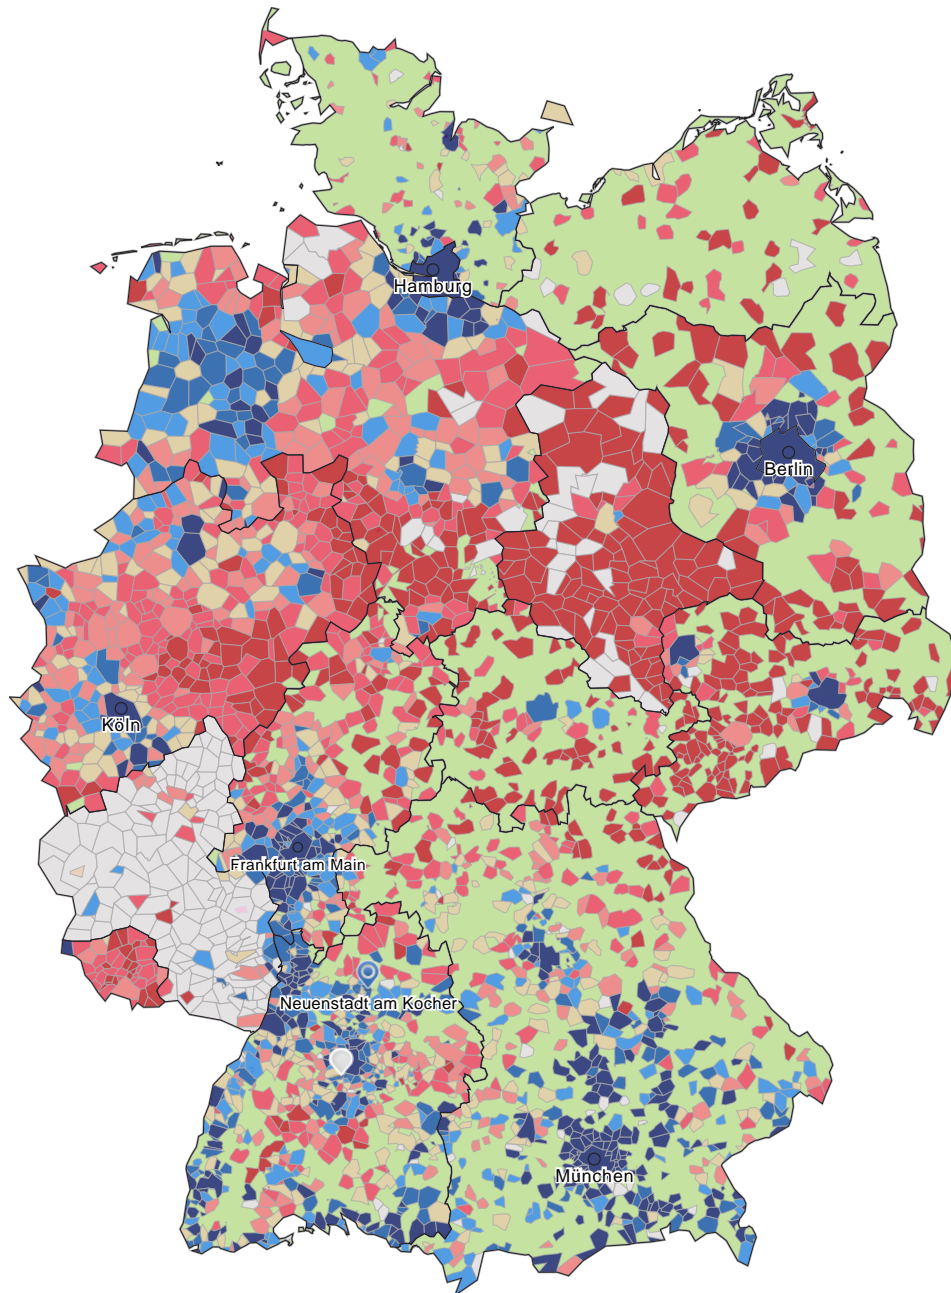 Hamburg
Berlin
Köln
Frankfurt am Main
Neuenstadt am Kocher
München